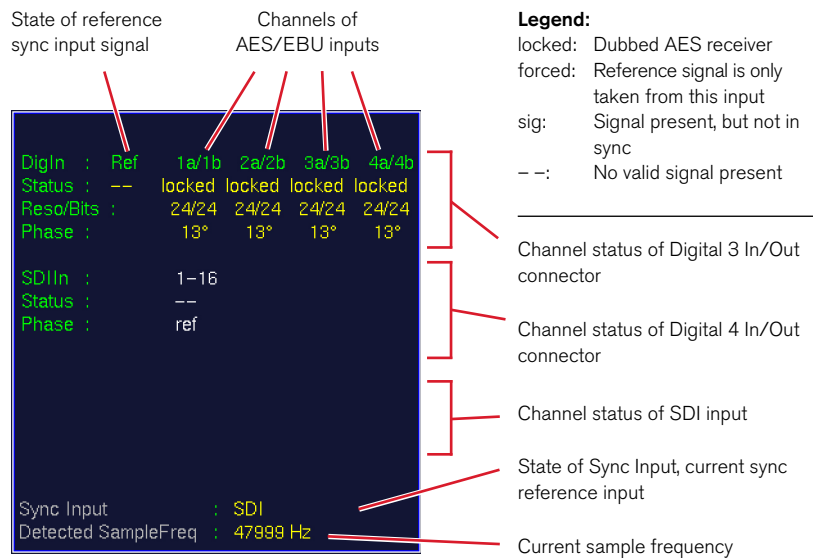 State of reference
sync input signal
Channels of
AES/EBU inputs
Legend:
locked: Dubbed AES receiver
forced: Reference signal is only
taken from this input
sig: Signal present, but not in
sync
– –: No valid signal present
DigIn : Ref 1a/1b 2a/2b 3a/3b 4a/4b
Status : –– locked locked locked locked
Reso/Bits : 24/24 24/24 24/24 24/24
Phase : 13° 13° 13° 13°
SDIIn : 1–16
Status : ––
Phase : ref
Sync Input : SDI
Detected SampleFreq : 47999 Hz
Channel status of Digital 3 In/Out
connector
Channel status of Digital 4 In/Out
connector
Channel status of SDI input
State of Sync Input, current sync
reference input
Current sample frequency